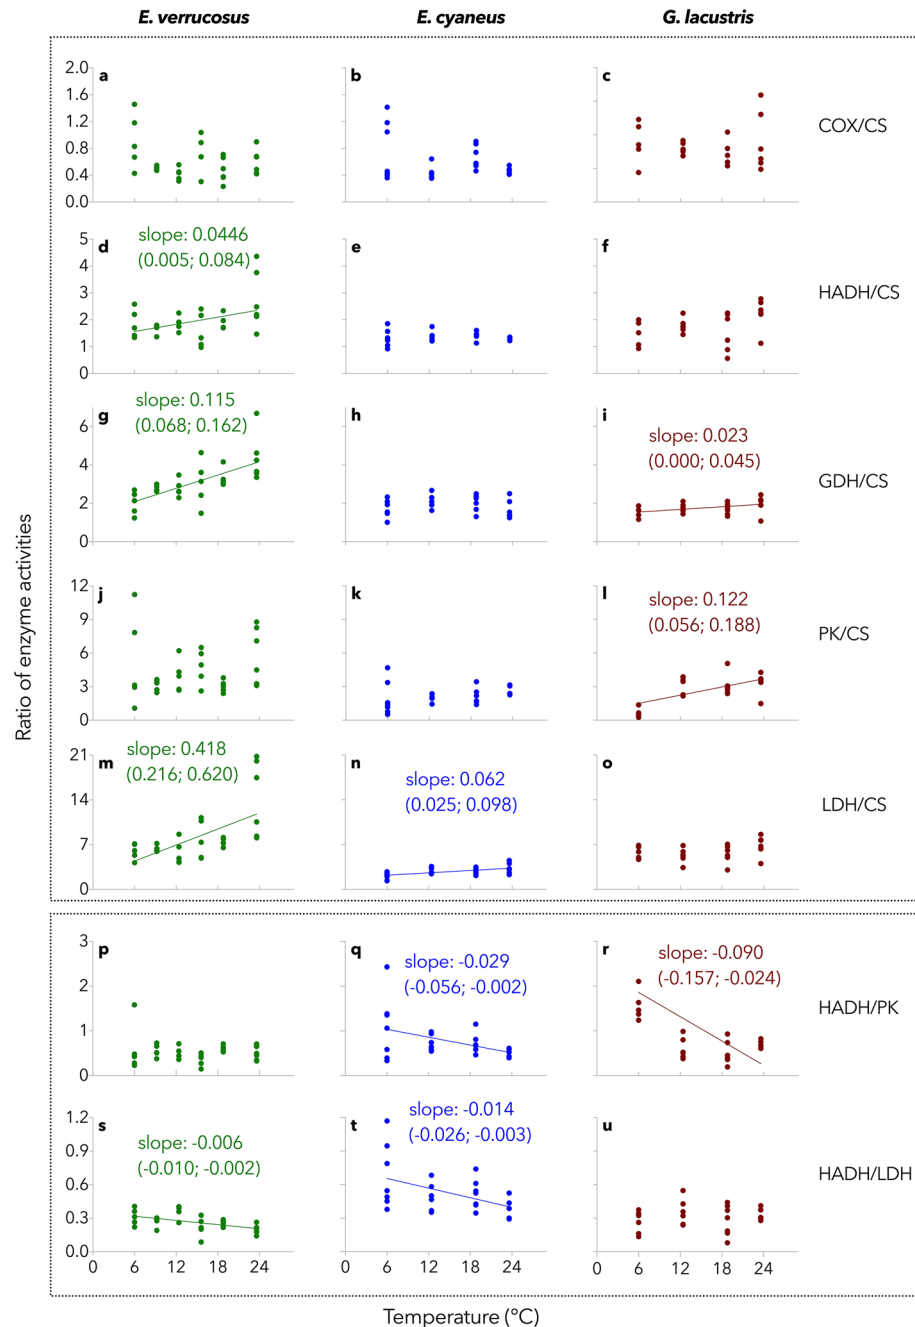 E. verrucosus E. cyaneus G. lacustris
a b c
2.0
1.6
1.2
0.8
0.4
0.0
COX/CS
d e f
slope: 0.0446
(0.005; 0.084)
5
4
3
2
1
0
HADH/CS
g h i
slope: 0.115
(0.068; 0.162)
slope: 0.023
(0.000; 0.045)
6
4
2
0
GDH/CS
j k l
slope: 0.122
(0.056; 0.188)
12
9
6
3
0
PK/CS
m n o
slope: 0.418
(0.216; 0.620)
slope: 0.062
(0.025; 0.098)
21
14
7
0
LDH/CS
p q r
slope: -0.029
(-0.056; -0.002)
slope: -0.090
(-0.157; -0.024)
3
2
1
0
HADH/PK
s t u
slope: -0.006
(-0.010; -0.002)
slope: -0.014
(-0.026; -0.003)
1.2
0.9
0.6
0.3
0.0
HADH/LDH
0 6 12 18 24 0 6 12 18 24 0 6 12 18 24
Temperature (°C)
Ratio of enzyme activities